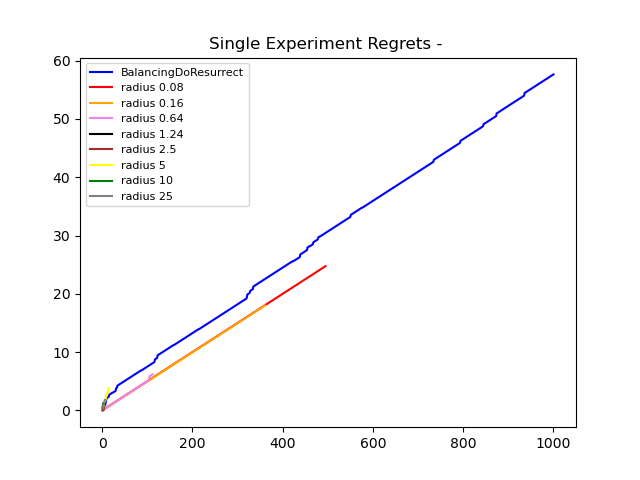 Single Experiment Regrets -
60
50
40
30
20
10
0
BalancingDoResurrect
radius 0.08
radius 0.16
radius 0.64
radius 1.24
radius 2.5
radius 5
radius 10
radius 25
0 200 400 600 800 1000